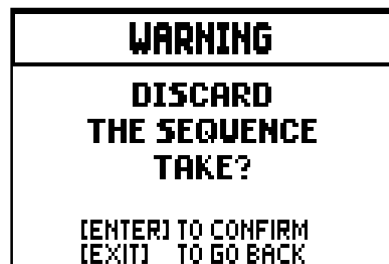 WARNING
DISCARD
THE SEQUENCE
TAKE?
[ENTER] TO CONFIRM
[EXIT] TO GO BACK